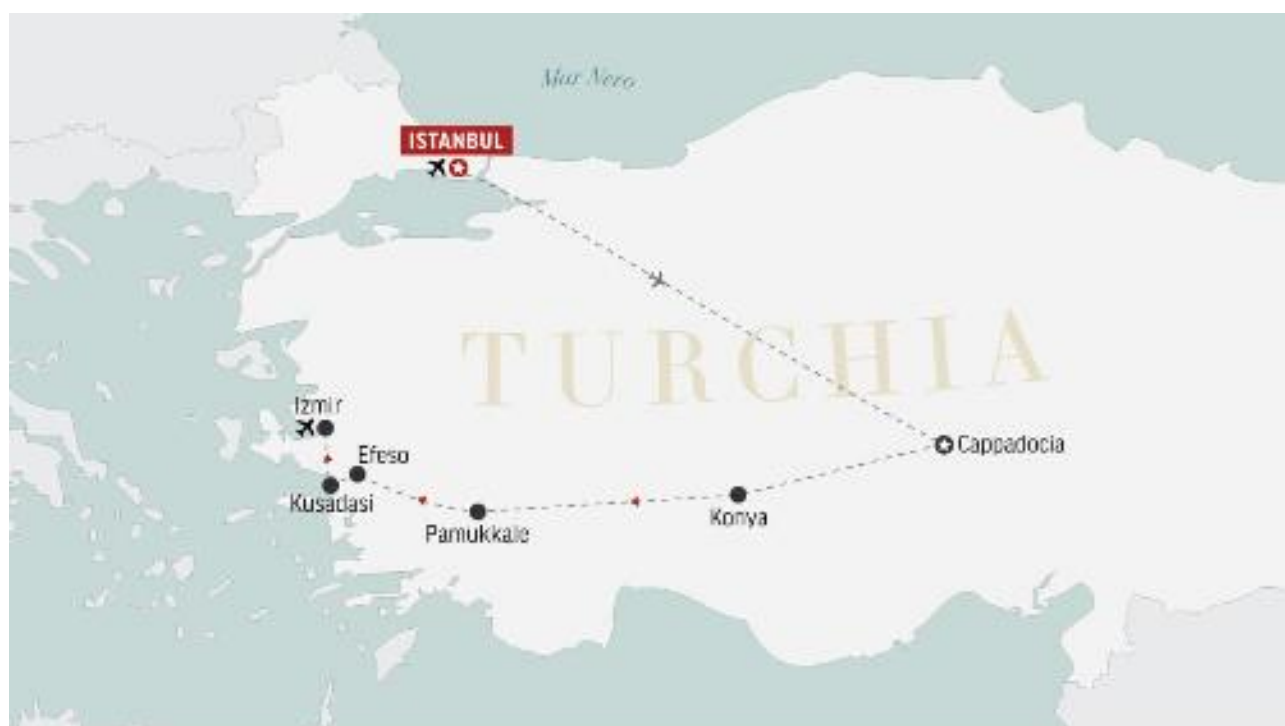 Mar Nero
ISTANBUL
TURCHIA
Izmir
Efeso
Cappadocia
Kusadasi
Pamukkale
Konya